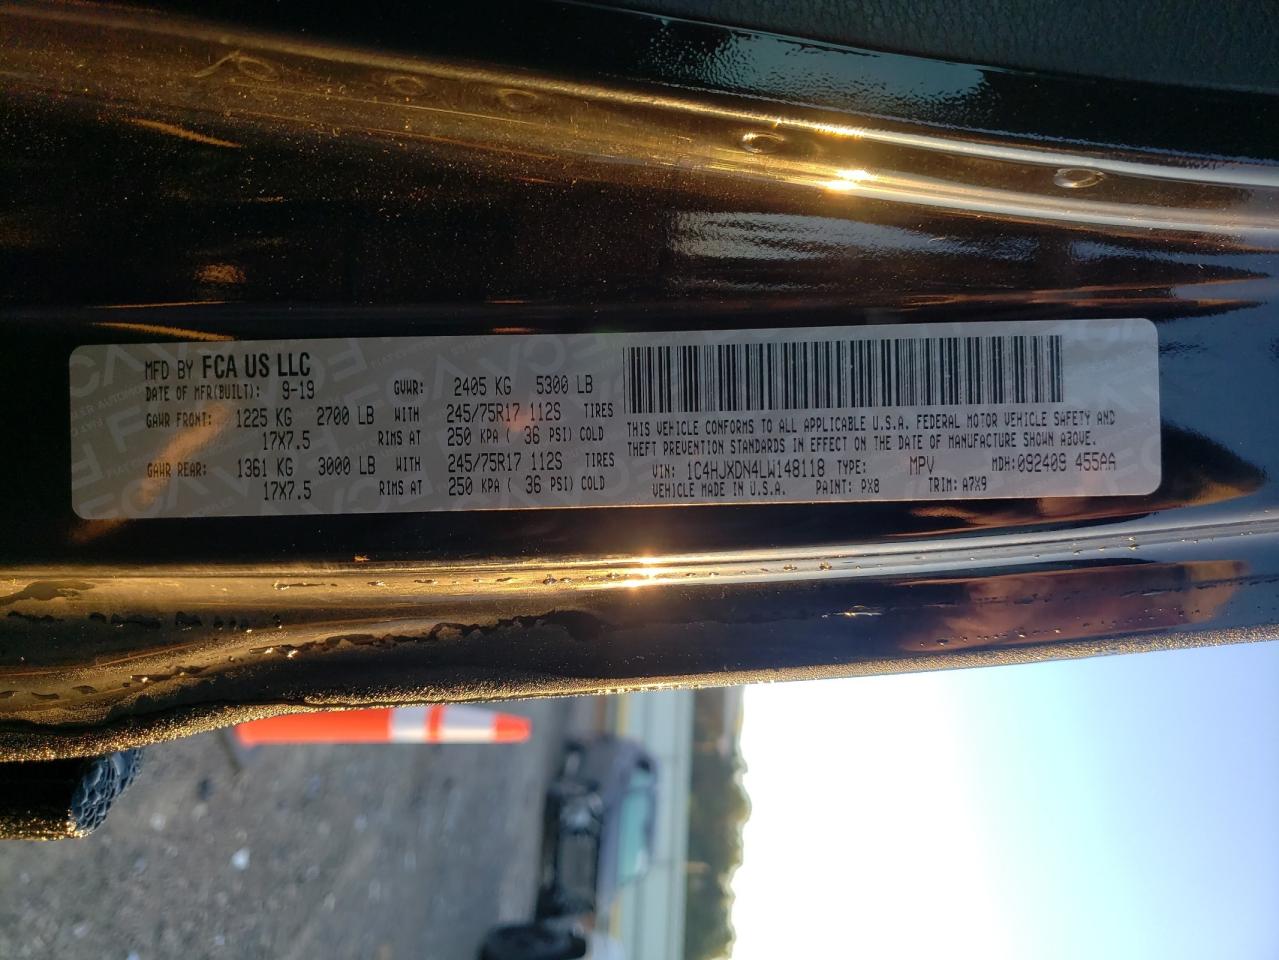 MFD BY FCA US LLC
DATE OF MFR(BUILT): 9-19 GVWR: 2405 KG 5300 LB
GAWR FRONT: 1225 KG 2700 LB WITH 245/75R17 112S TIRES
17X7.5 RIMS AT 250 KPA ( 36 PSI) COLD
GAWR REAR: 1361 KG 3000 LB WITH 245/75R17 112S TIRES
17X7.5 RIMS AT 250 KPA ( 36 PSI) COLD
THIS VEHICLE CONFORMS TO ALL APPLICABLE U.S.A. FEDERAL MOTOR VEHICLE SAFETY AND
THEFT PREVENTION STANDARDS IN EFFECT ON THE DATE OF MANUFACTURE SHOWN ABOVE.
VIN: 1C4HJXDN4LW148118 TYPE: MPV MDH: 092409 455AA
VEHICLE MADE IN U.S.A. PAINT: PX8 TRIM: A7X9